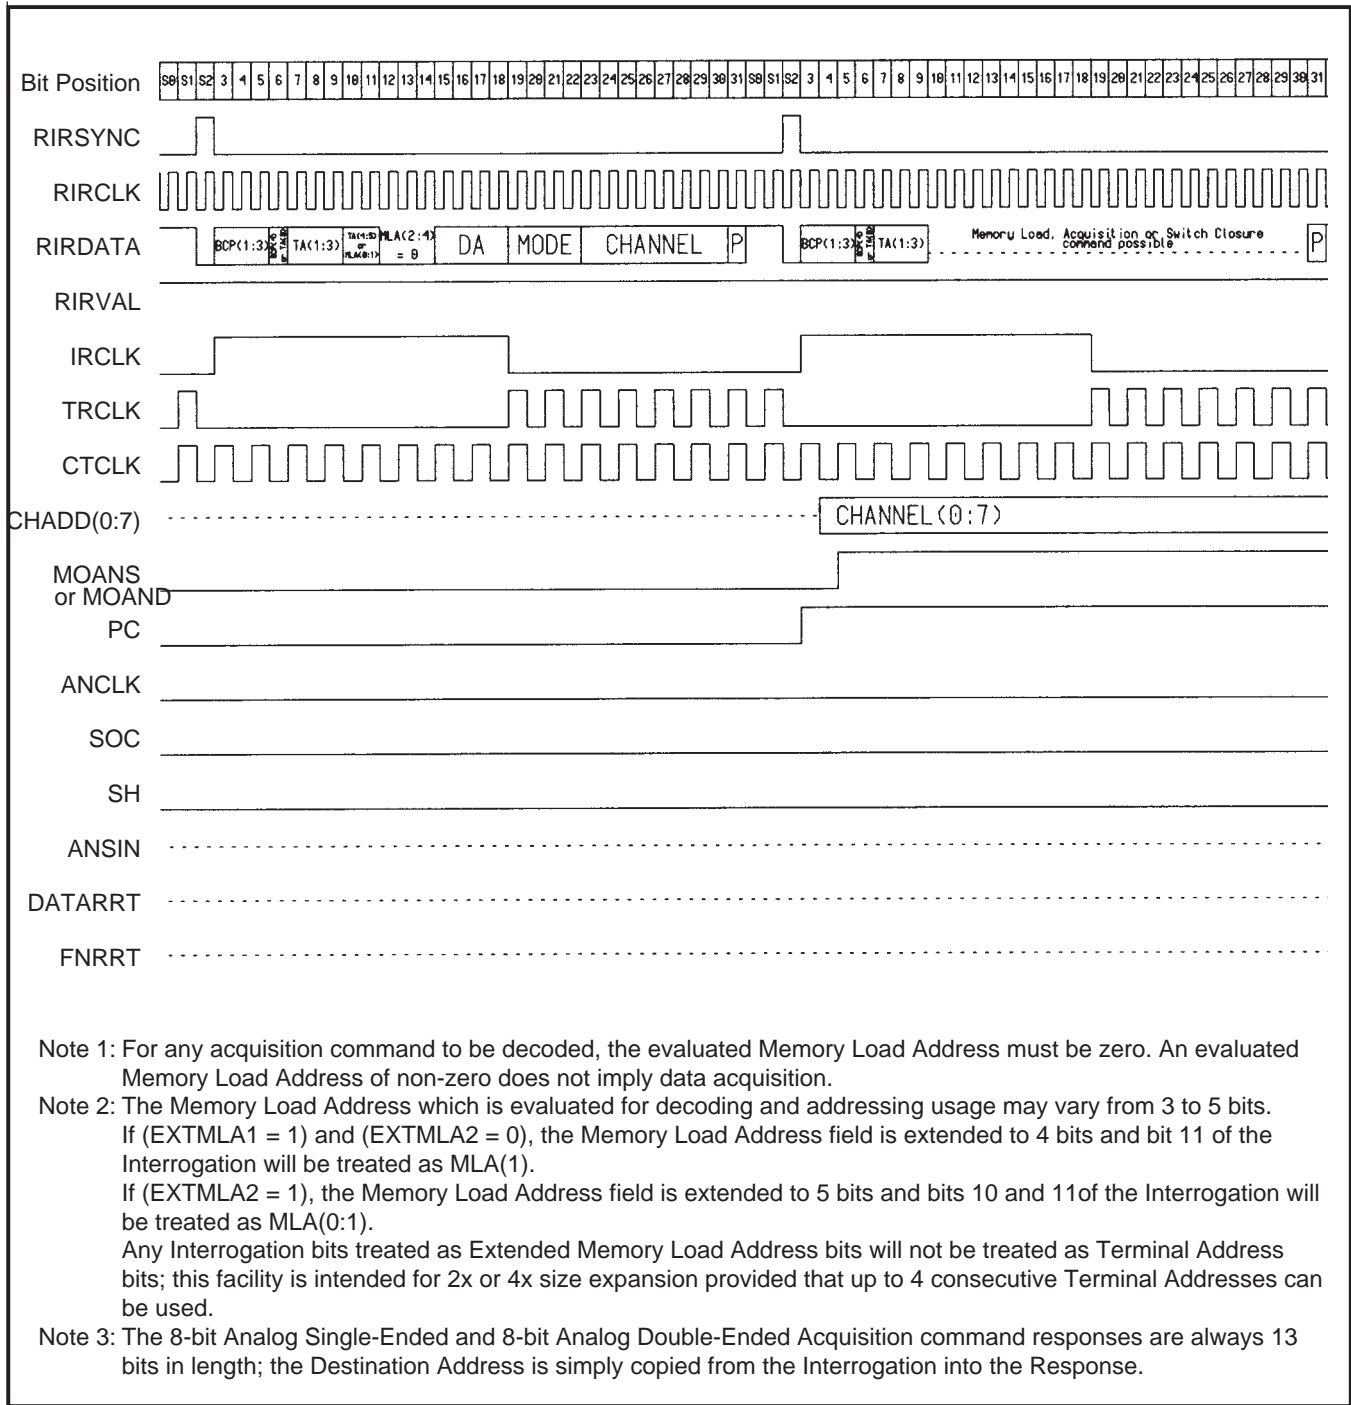 Bit Position S0 S1 S2 3 4 5 6 7 8 9 10 11 12 13 14 15 16 17 18 19 20 21 22 23 24 25 26 27 28 29 30 31 S0 S1 S2 3 4 5 6 7 8 9 10 11 12 13 14 15 16 17 18 19 20 21 22 23 24 25 26 27 28 29 30 31
RIRSYNC
RIRCLK
RIRDATA BCP(1:3) TA(1:3) TA(4:5) or MLA(0:1) MLA(2:4) = 0 DA MODE CHANNEL P BCP(1:3) TA(1:3) Memory Load, Acquisition or Switch Closure command possible P
RIRVAL
IRCLK
TRCLK
CTCLK
CHADD(0:7) CHANNEL(0:7)
MOANS
or MOAND
PC
ANCLK
SOC
SH
ANSIN
DATARRT
FNRRT
Note 1: For any acquisition command to be decoded, the evaluated Memory Load Address must be zero. An evaluated
Memory Load Address of non-zero does not imply data acquisition.
Note 2: The Memory Load Address which is evaluated for decoding and addressing usage may vary from 3 to 5 bits.
If (EXTMLA1 = 1) and (EXTMLA2 = 0), the Memory Load Address field is extended to 4 bits and bit 11 of the
Interrogation will be treated as MLA(1).
If (EXTMLA2 = 1), the Memory Load Address field is extended to 5 bits and bits 10 and 11of the Interrogation will
be treated as MLA(0:1).
Any Interrogation bits treated as Extended Memory Load Address bits will not be treated as Terminal Address
bits; this facility is intended for 2x or 4x size expansion provided that up to 4 consecutive Terminal Addresses can
be used.
Note 3: The 8-bit Analog Single-Ended and 8-bit Analog Double-Ended Acquisition command responses are always 13
bits in length; the Destination Address is simply copied from the Interrogation into the Response.